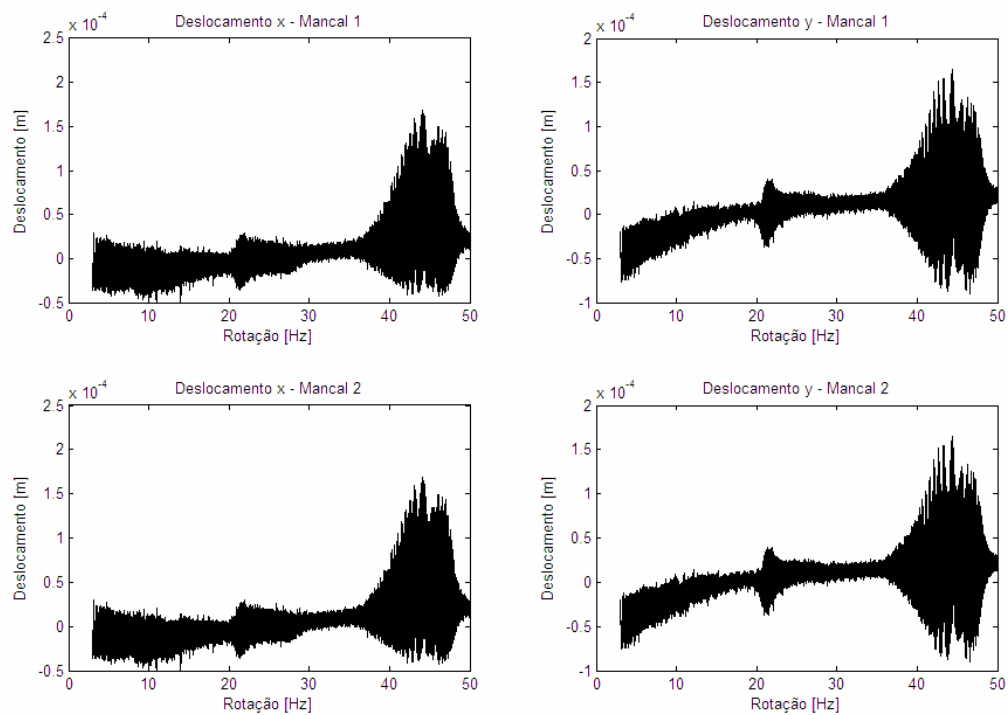 Deslocamento x - Mancal 1
x 10⁻⁴
2.5
2
1.5
1
0.5
0
-0.5
Deslocamento [m]
0 10 20 30 40 50
Rotação [Hz]
Deslocamento y - Mancal 1
x 10⁻⁴
2
1.5
1
0.5
0
-0.5
-1
Deslocamento [m]
0 10 20 30 40 50
Rotação [Hz]
Deslocamento x - Mancal 2
x 10⁻⁴
2.5
2
1.5
1
0.5
0
-0.5
Deslocamento [m]
0 10 20 30 40 50
Rotação [Hz]
Deslocamento y - Mancal 2
x 10⁻⁴
2
1.5
1
0.5
0
-0.5
-1
Deslocamento [m]
0 10 20 30 40 50
Rotação [Hz]